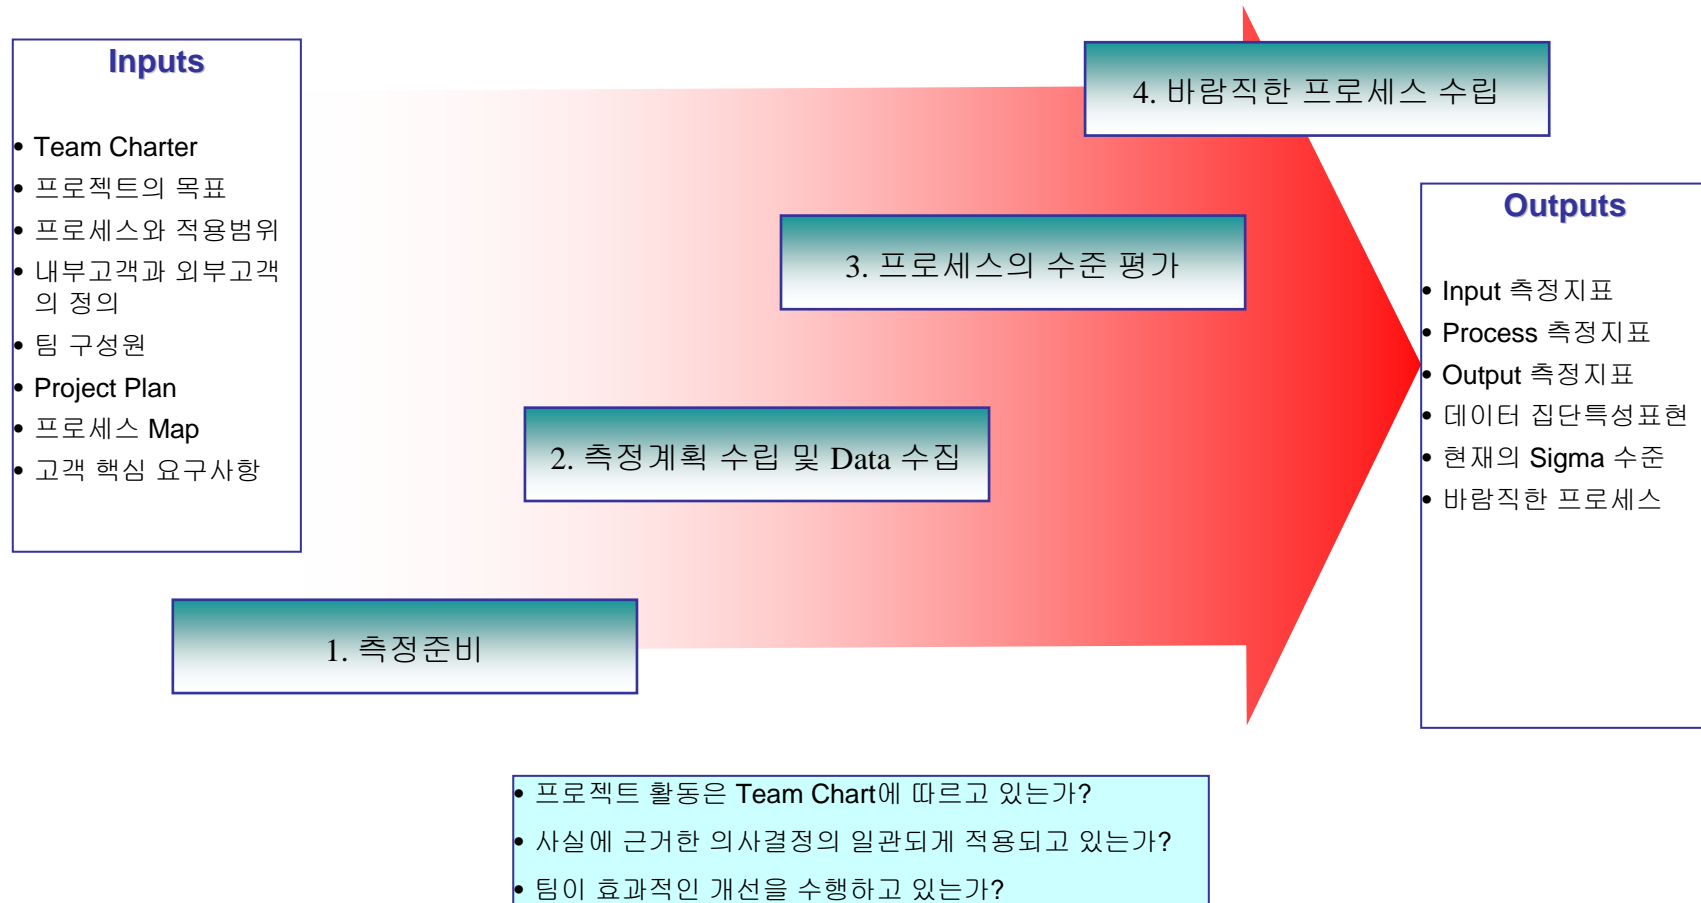 Inputs
• Team Charter
• 프로젝트의 목표
• 프로세스와 적용범위
• 내부고객과 외부고객
의 정의
• 팀 구성원
• Project Plan
• 프로세스 Map
• 고객 핵심 요구사항
1. 측정준비
2. 측정계획 수립 및 Data 수집
3. 프로세스의 수준 평가
4. 바람직한 프로세스 수립
Outputs
• Input 측정지표
• Process 측정지표
• Output 측정지표
• 데이터 집단특성표현
• 현재의 Sigma 수준
• 바람직한 프로세스
• 프로젝트 활동은 Team Chart에 따르고 있는가?
• 사실에 근거한 의사결정의 일관되게 적용되고 있는가?
• 팀이 효과적인 개선을 수행하고 있는가?